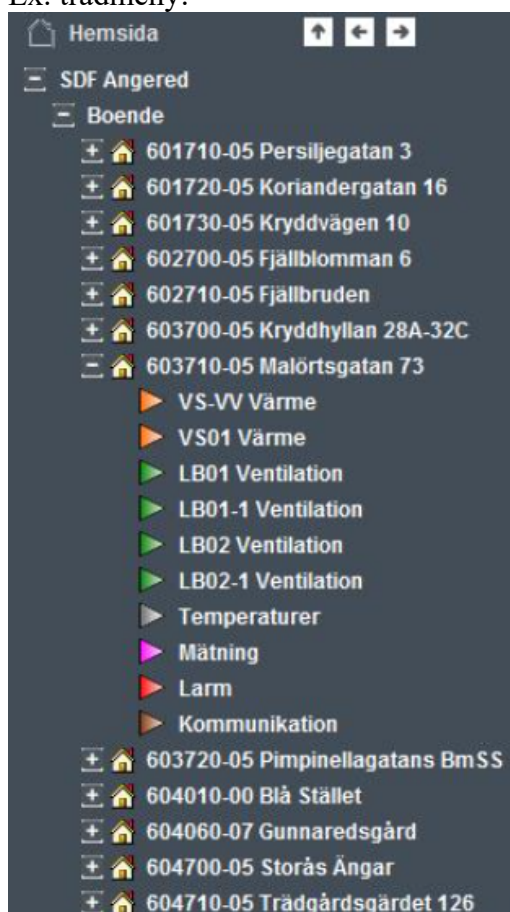 Ex. trädmeny:
Hemsida
SDF Angered
Boende
601710-05 Persiljegatan 3
601720-05 Koriandergatan 16
601730-05 Kryddvägen 10
602700-05 Fjällblomman 6
602710-05 Fjällbruden
603700-05 Kryddhyllan 28A-32C
603710-05 Malörtsgatan 73
VS-VV Värme
VS01 Värme
LB01 Ventilation
LB01-1 Ventilation
LB02 Ventilation
LB02-1 Ventilation
Temperaturer
Mätning
Larm
Kommunikation
603720-05 Pimpinellagatans BmSS
604010-00 Blå Stället
604060-07 Gunnaredsgård
604700-05 Storås Ängar
604710-05 Trädgårdsgärdet 126